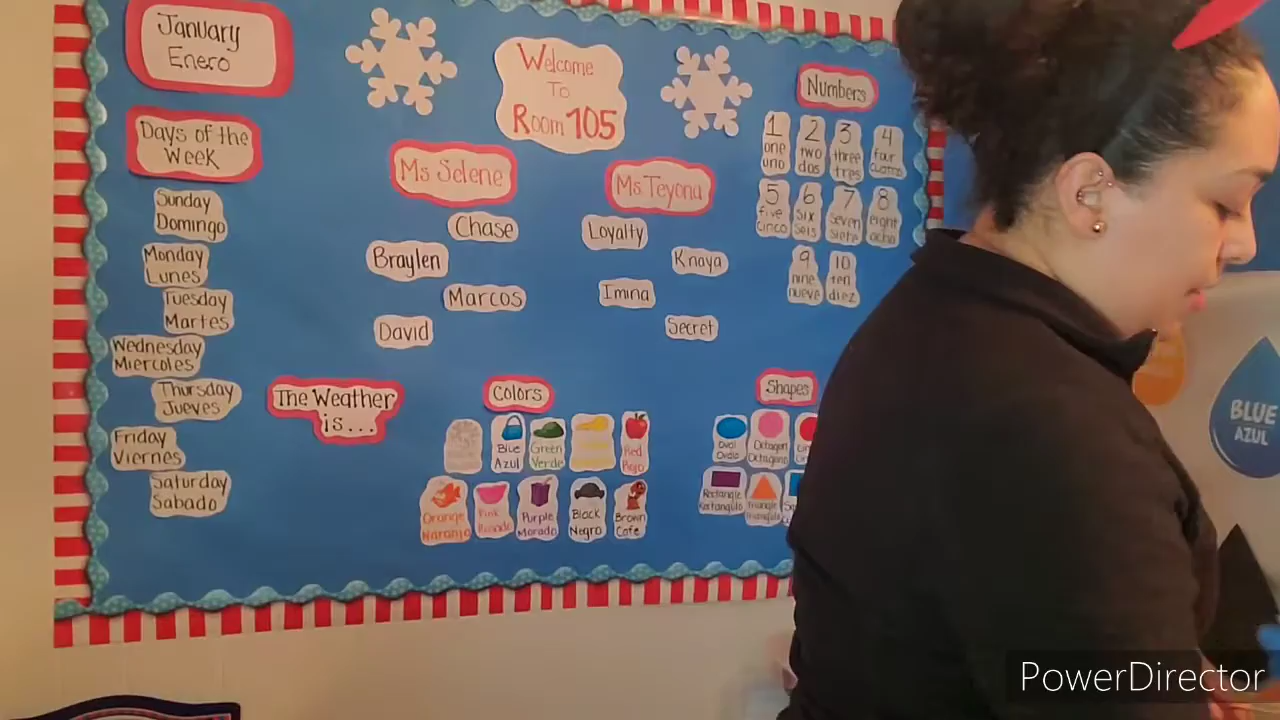 January
Enero
Days of the
Week
Sunday
Domingo
Monday
Lunes
Tuesday
Martes
Wednesday
Miercoles
Thursday
Jueves
Friday
Viernes
Saturday
Sabado
Welcome
To
Room 105
Ms Selene
Chase
Braylen
Marcos
David
Ms Teyona
Loyalty
Knaya
Imina
Secret
Numbers
1
one
uno
2
two
dos
3
three
tres
4
four
cuatro
5
five
cinco
6
six
seis
7
seven
siete
8
eight
ocho
9
nine
nueve
10
ten
diez
The Weather
is...
Colors
Blue
Azul
Green
Verde
Red
Rojo
Orange
Naranja
Pink
Rosado
Purple
Morado
Black
Negro
Brown
Cafe
Shapes
Oval
Ovalo
Octagon
Octagono
Rectangle
Rectangulo
Triangle
BLUE
AZUL
PowerDirector